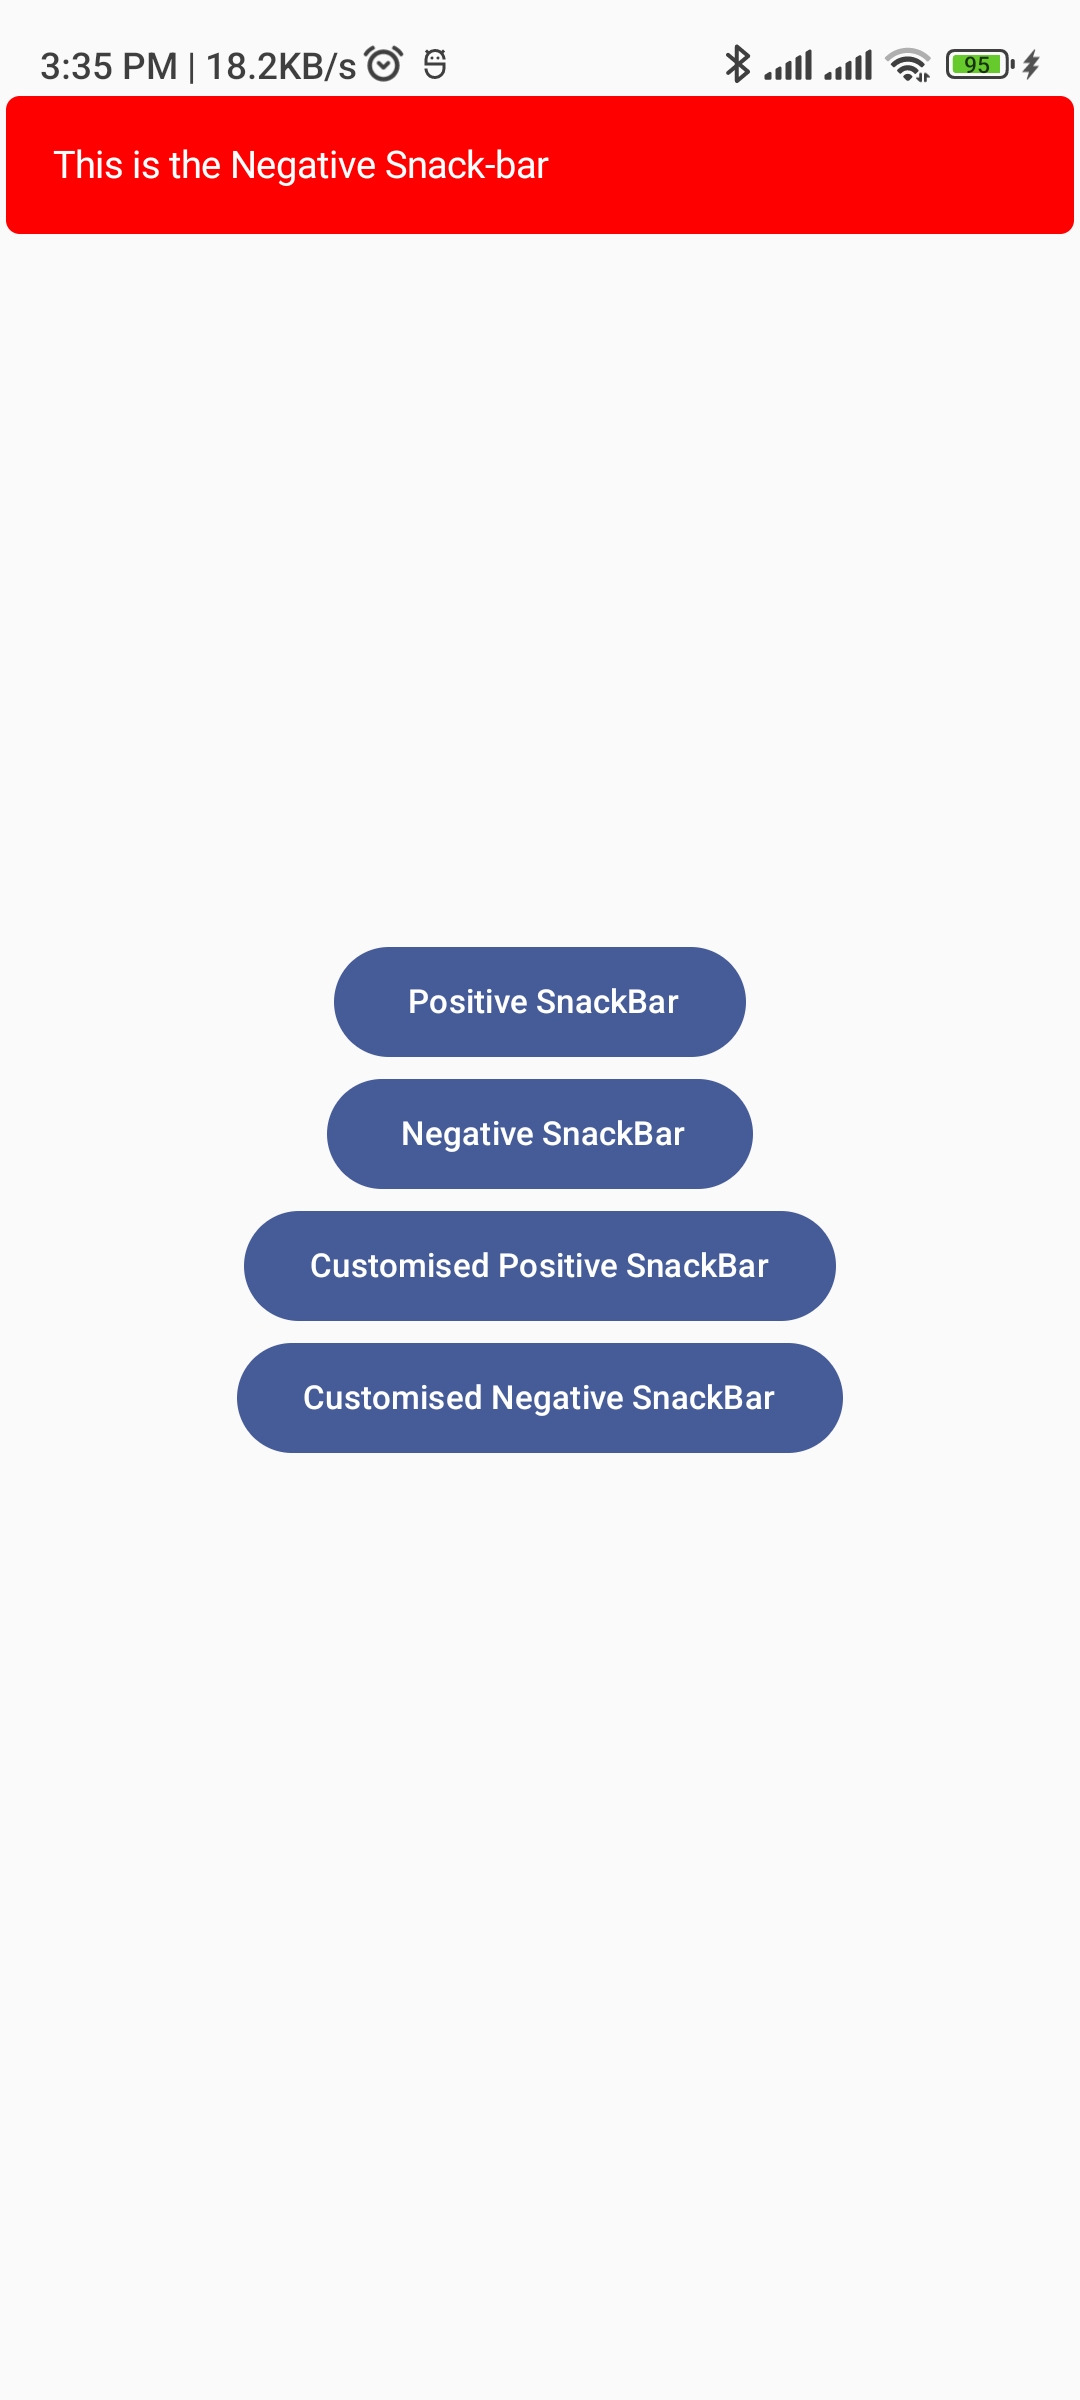 3:35 PM | 18.2KB/s
95
This is the Negative Snack-bar
Positive SnackBar
Negative SnackBar
Customised Positive SnackBar
Customised Negative SnackBar